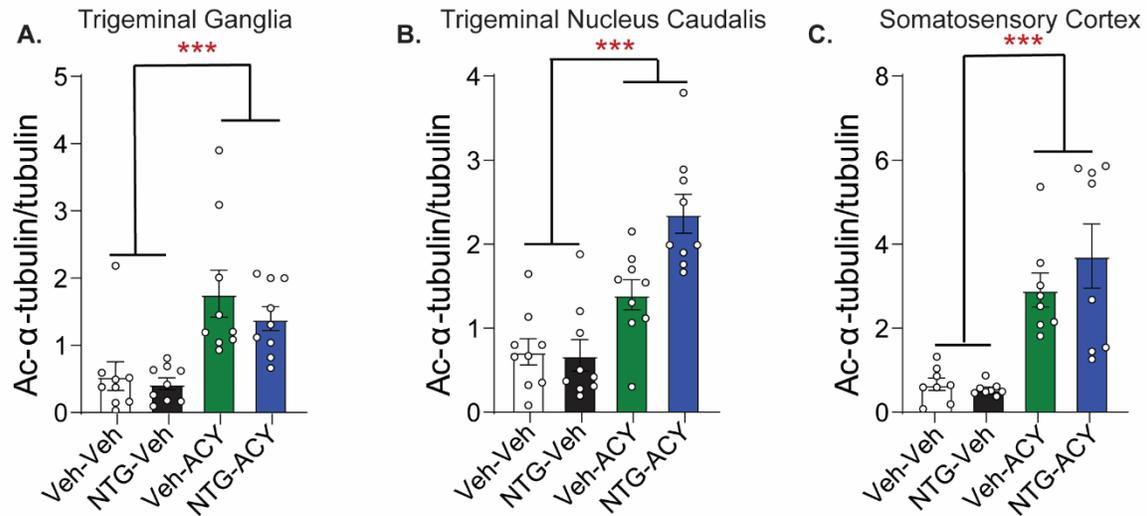 A.
Trigeminal Ganglia
***
Ac-α-tubulin/tubulin
5
4
3
2
1
0
Veh-Veh
NTG-Veh
Veh-ACY
NTG-ACY
B.
Trigeminal Nucleus Caudalis
***
Ac-α-tubulin/tubulin
4
3
2
1
0
Veh-Veh
NTG-Veh
Veh-ACY
NTG-ACY
C.
Somatosensory Cortex
***
Ac-α-tubulin/tubulin
8
6
4
2
0
Veh-Veh
NTG-Veh
Veh-ACY
NTG-ACY